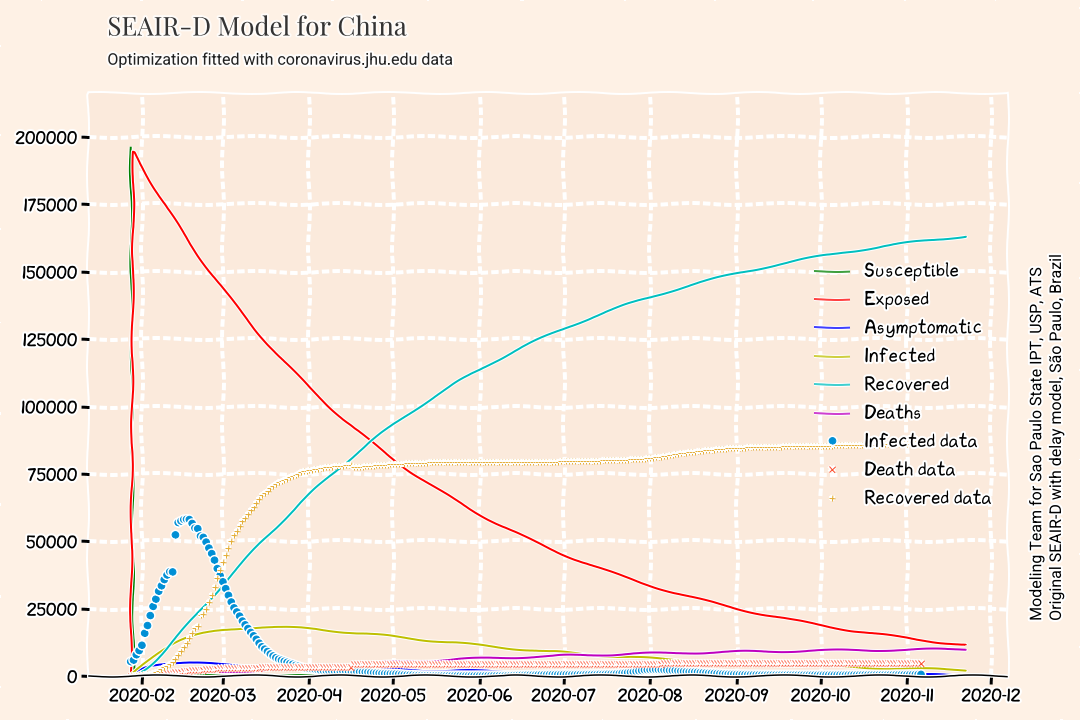 SEAIR-D Model for China
Optimization fitted with coronavirus.jhu.edu data
200000
175000
150000
125000
100000
75000
50000
25000
0
Susceptible
Exposed
Asymptomatic
Infected
Recovered
Deaths
Infected data
Death data
Recovered data
2020-02
2020-03
2020-04
2020-05
2020-06
2020-07
2020-08
2020-09
2020-10
2020-11
2020-12
Modeling Team for Sao Paulo State IPT, USP, ATS
Original SEAIR-D with delay model, São Paulo, Brazil